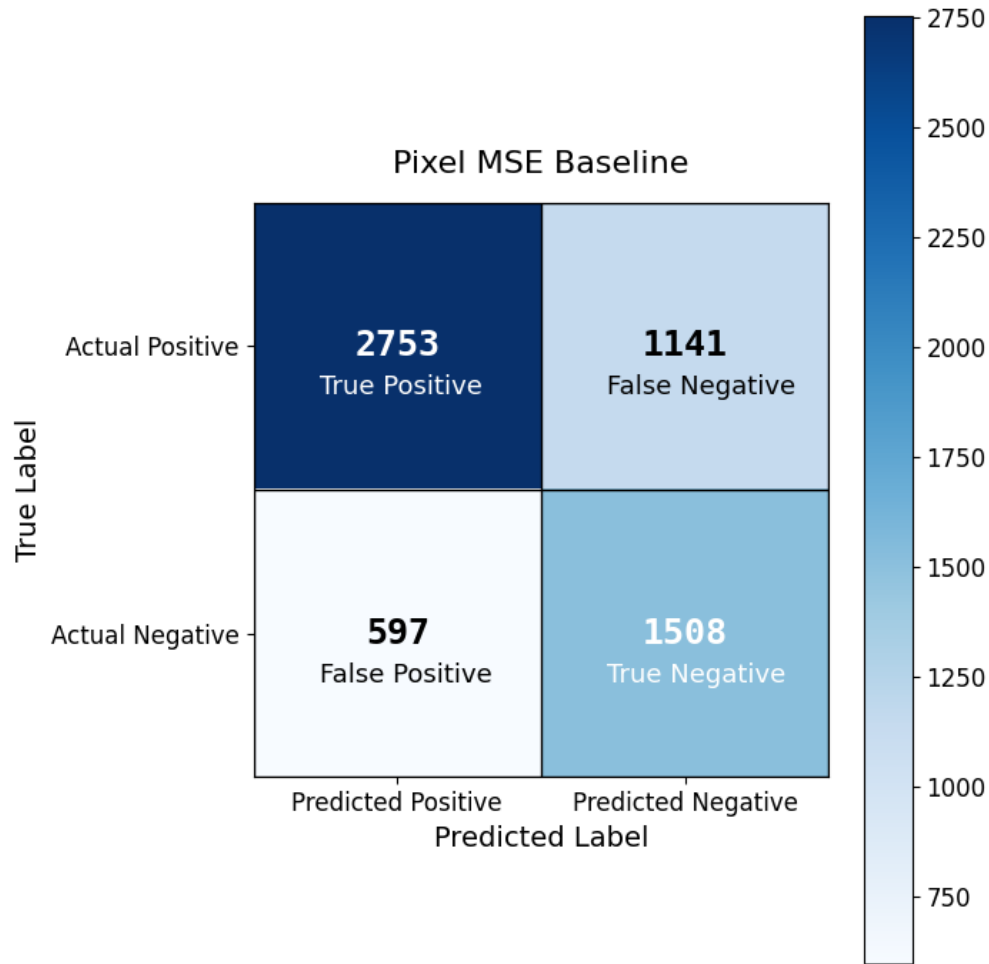 Pixel MSE Baseline
True Label
Actual Positive
2753
True Positive
1141
False Negative
Actual Negative
597
False Positive
1508
True Negative
Predicted Positive
Predicted Negative
Predicted Label
2750
2500
2250
2000
1750
1500
1250
1000
750